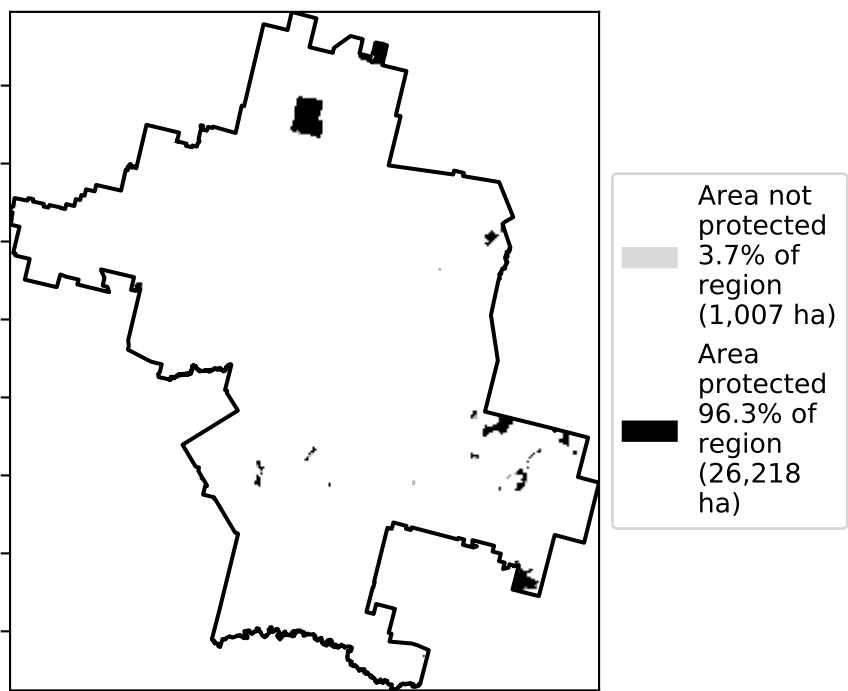 Area not
protected
3.7% of
region
(1,007 ha)
Area
protected
96.3% of
region
(26,218
ha)